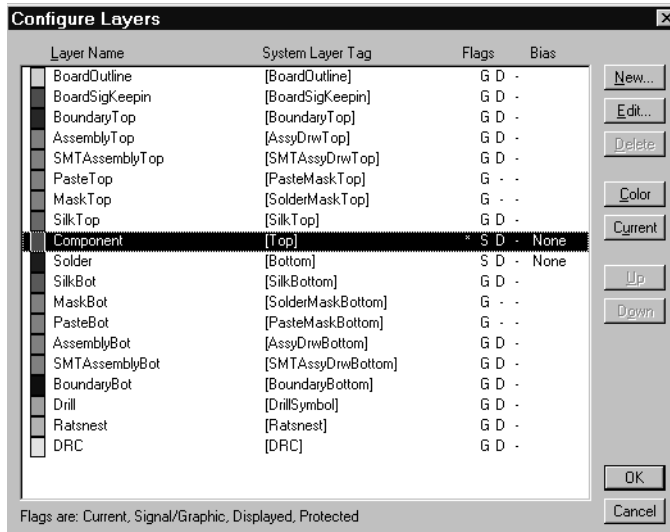 Configure Layers
Layer Name System Layer Tag Flags Bias
BoardOutline [BoardOutline] G D -
BoardSigKeepin [BoardSigKeepin] G D -
BoundaryTop [BoundaryTop] G D -
AssemblyTop [AssyDrwTop] G D -
SMTAssemblyTop [SMTAssyDrwTop] G D -
PasteTop [PasteMaskTop] G - -
MaskTop [SolderMaskTop] G - -
SilkTop [SilkTop] G D -
Component [Top] * S D - None
Solder [Bottom] S D - None
SilkBot [SilkBottom] G D -
MaskBot [SolderMaskBottom] G - -
PasteBot [PasteMaskBottom] G - -
AssemblyBot [AssyDrwBottom] G D -
SMTAssemblyBot [SMTAssyDrwBottom] G D -
BoundaryBot [BoundaryBottom] G D -
Drill [DrillSymbol] G D -
Ratsnest [Ratsnest] G D -
DRC [DRC] G D -
New...
Edit...
Delete
Color
Current
Up
Down
OK
Cancel
Flags are: Current, Signal/Graphic, Displayed, Protected